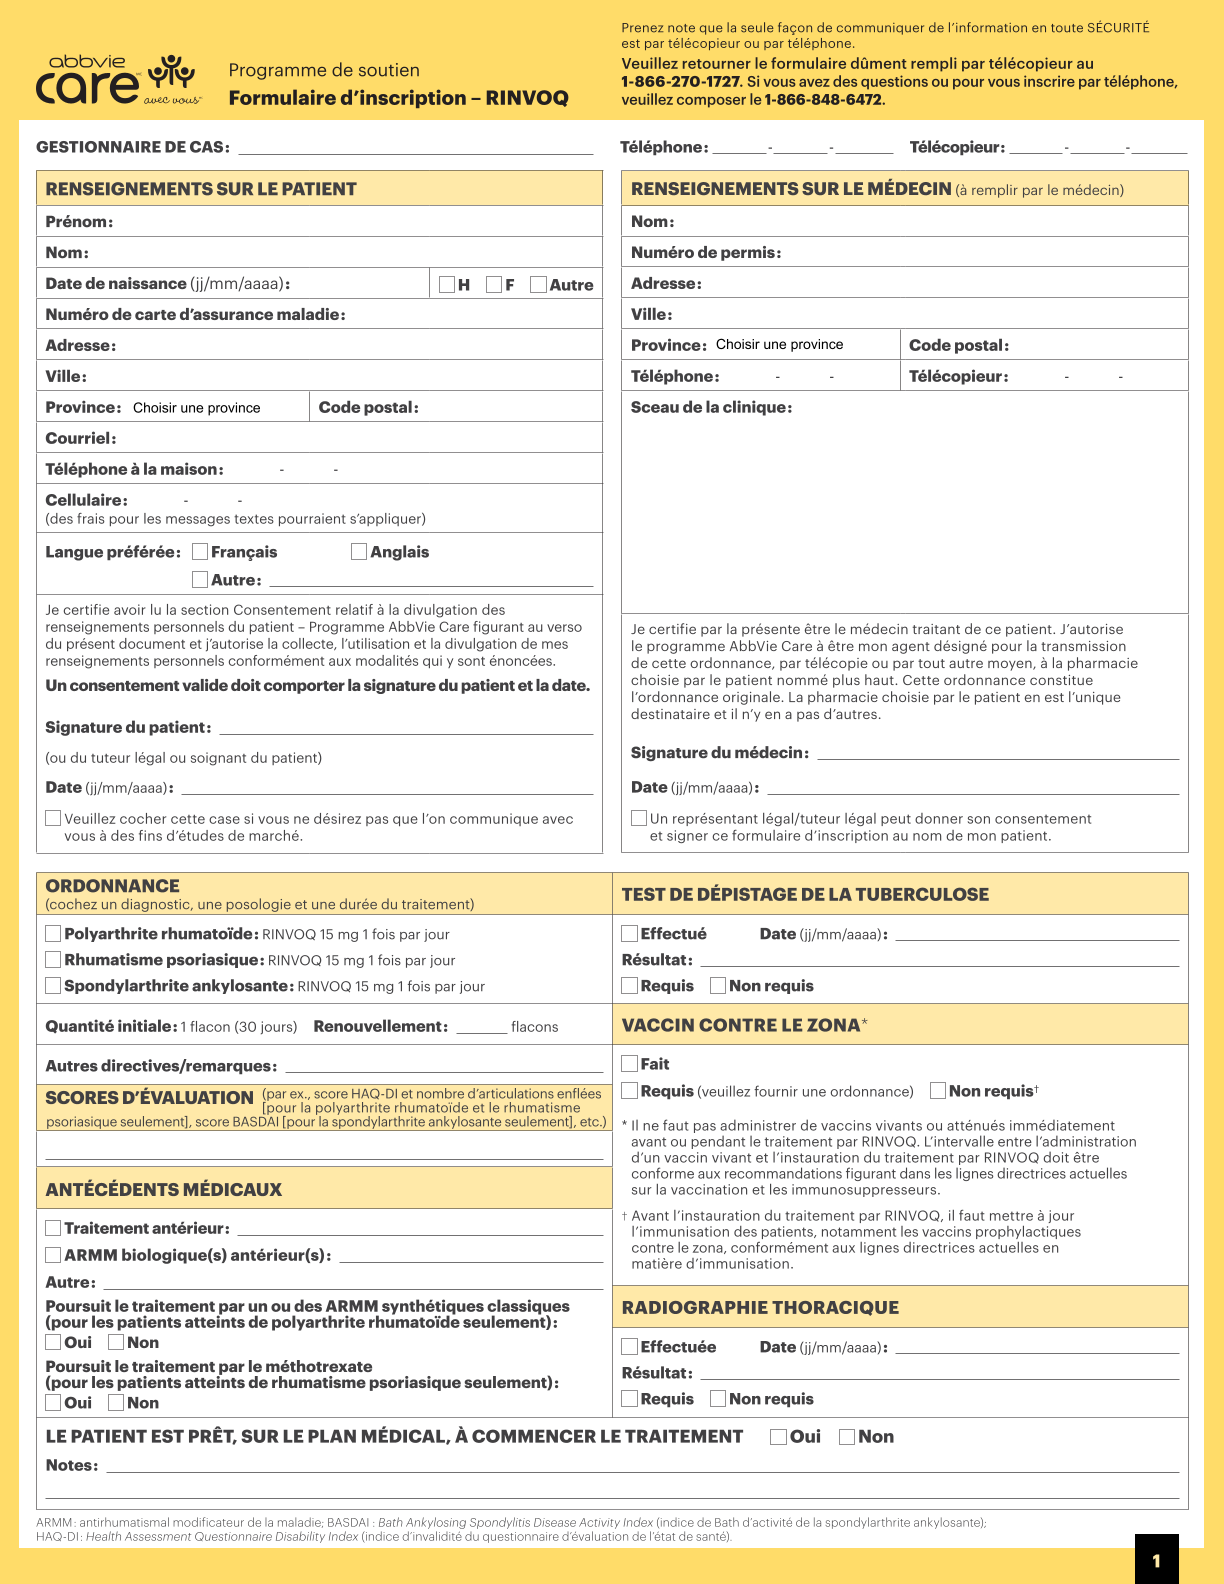 abbvie
care MC
avec vous™
Programme de soutien
Formulaire d’inscription – RINVOQ
Prenez note que la seule façon de communiquer de l’information en toute SÉCURITÉ
est par télécopieur ou par téléphone.
Veuillez retourner le formulaire dûment rempli par télécopieur au
1-866-270-1727. Si vous avez des questions ou pour vous inscrire par téléphone,
veuillez composer le 1-866-848-6472.
GESTIONNAIRE DE CAS :
Téléphone : - - Télécopieur : - -
RENSEIGNEMENTS SUR LE PATIENT
Prénom :
Nom :
Date de naissance (jj/mm/aaaa) : H F Autre
Numéro de carte d’assurance maladie :
Adresse :
Ville :
Province : Choisir une province Code postal :
Courriel :
Téléphone à la maison : - -
Cellulaire : - -
(des frais pour les messages textes pourraient s’appliquer)
Langue préférée : Français Anglais
Autre :
Je certifie avoir lu la section Consentement relatif à la divulgation des
renseignements personnels du patient – Programme AbbVie Care figurant au verso
du présent document et j’autorise la collecte, l’utilisation et la divulgation de mes
renseignements personnels conformément aux modalités qui y sont énoncées.
Un consentement valide doit comporter la signature du patient et la date.
Signature du patient :
(ou du tuteur légal ou soignant du patient)
Date (jj/mm/aaaa) :
Veuillez cocher cette case si vous ne désirez pas que l’on communique avec
vous à des fins d’études de marché.
RENSEIGNEMENTS SUR LE MÉDECIN (à remplir par le médecin)
Nom :
Numéro de permis :
Adresse :
Ville :
Province : Choisir une province Code postal :
Téléphone : - - Télécopieur : - -
Sceau de la clinique :
Je certifie par la présente être le médecin traitant de ce patient. J’autorise
le programme AbbVie Care à être mon agent désigné pour la transmission
de cette ordonnance, par télécopie ou par tout autre moyen, à la pharmacie
choisie par le patient nommé plus haut. Cette ordonnance constitue
l’ordonnance originale. La pharmacie choisie par le patient en est l’unique
destinataire et il n’y en a pas d’autres.
Signature du médecin :
Date (jj/mm/aaaa) :
Un représentant légal/tuteur légal peut donner son consentement
et signer ce formulaire d’inscription au nom de mon patient.
ORDONNANCE
(cochez un diagnostic, une posologie et une durée du traitement)
Polyarthrite rhumatoïde : RINVOQ 15 mg 1 fois par jour
Rhumatisme psoriasique : RINVOQ 15 mg 1 fois par jour
Spondylarthrite ankylosante : RINVOQ 15 mg 1 fois par jour
Quantité initiale : 1 flacon (30 jours) Renouvellement : flacons
Autres directives/remarques :
SCORES D’ÉVALUATION (par ex., score HAQ-DI et nombre d’articulations enflées
[pour la polyarthrite rhumatoïde et le rhumatisme
psoriasique seulement], score BASDAI [pour la spondylarthrite ankylosante seulement], etc.)
ANTÉCÉDENTS MÉDICAUX
Traitement antérieur :
ARMM biologique(s) antérieur(s) :
Autre :
Poursuit le traitement par un ou des ARMM synthétiques classiques
(pour les patients atteints de polyarthrite rhumatoïde seulement) :
Oui Non
Poursuit le traitement par le méthotrexate
(pour les patients atteints de rhumatisme psoriasique seulement) :
Oui Non
TEST DE DÉPISTAGE DE LA TUBERCULOSE
Effectué Date (jj/mm/aaaa) :
Résultat :
Requis Non requis
VACCIN CONTRE LE ZONA*
Fait
Requis (veuillez fournir une ordonnance) Non requis†
* Il ne faut pas administrer de vaccins vivants ou atténués immédiatement
avant ou pendant le traitement par RINVOQ. L’intervalle entre l’administration
d’un vaccin vivant et l’instauration du traitement par RINVOQ doit être
conforme aux recommandations figurant dans les lignes directrices actuelles
sur la vaccination et les immunosuppresseurs.
† Avant l’instauration du traitement par RINVOQ, il faut mettre à jour
l’immunisation des patients, notamment les vaccins prophylactiques
contre le zona, conformément aux lignes directrices actuelles en
matière d’immunisation.
RADIOGRAPHIE THORACIQUE
Effectuée Date (jj/mm/aaaa) :
Résultat :
Requis Non requis
LE PATIENT EST PRÊT, SUR LE PLAN MÉDICAL, À COMMENCER LE TRAITEMENT Oui Non
Notes :
ARMM : antirhumatismal modificateur de la maladie; BASDAI : Bath Ankylosing Spondylitis Disease Activity Index (indice de Bath d’activité de la spondylarthrite ankylosante);
HAQ-DI : Health Assessment Questionnaire Disability Index (indice d’invalidité du questionnaire d’évaluation de l’état de santé).
1